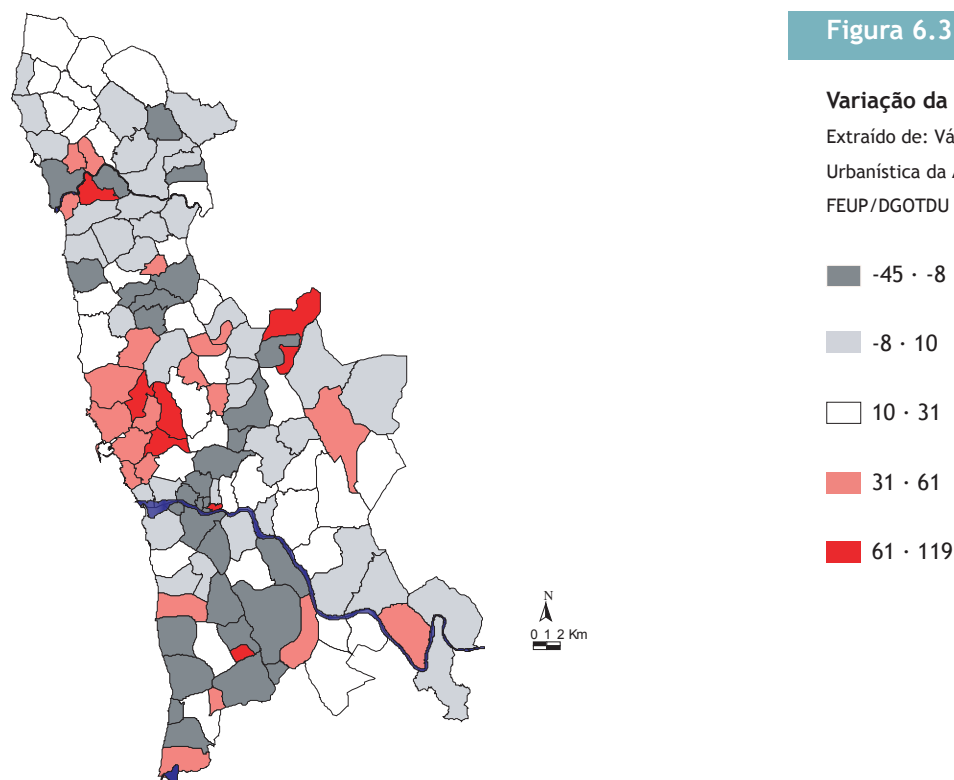 Figura 6.3
Variação da
Extraído de: Vá
Urbanística da
FEUP/DGOTDU
-45 · -8
-8 · 10
10 · 31
31 · 61
61 · 119
N
0 1 2 Km